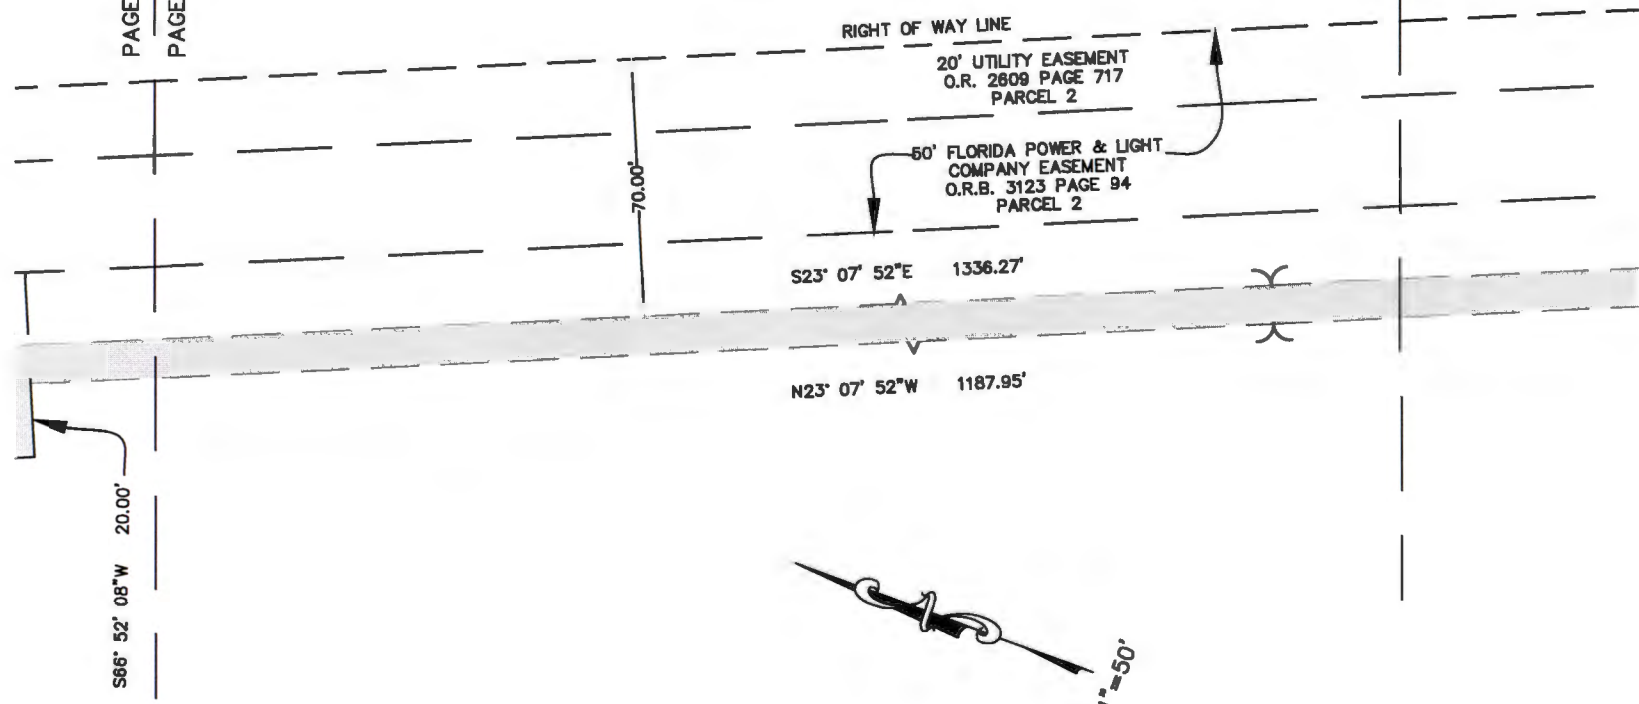 PAGE
PAGE
RIGHT OF WAY LINE
20' UTILITY EASEMENT
O.R. 2609 PAGE 717
PARCEL 2
50' FLORIDA POWER & LIGHT
COMPANY EASEMENT
O.R.B. 3123 PAGE 94
PARCEL 2
70.00'
S23° 07' 52"E 1336.27'
N23° 07' 52"W 1187.95'
S66° 52' 08"W 20.00'
"=50'